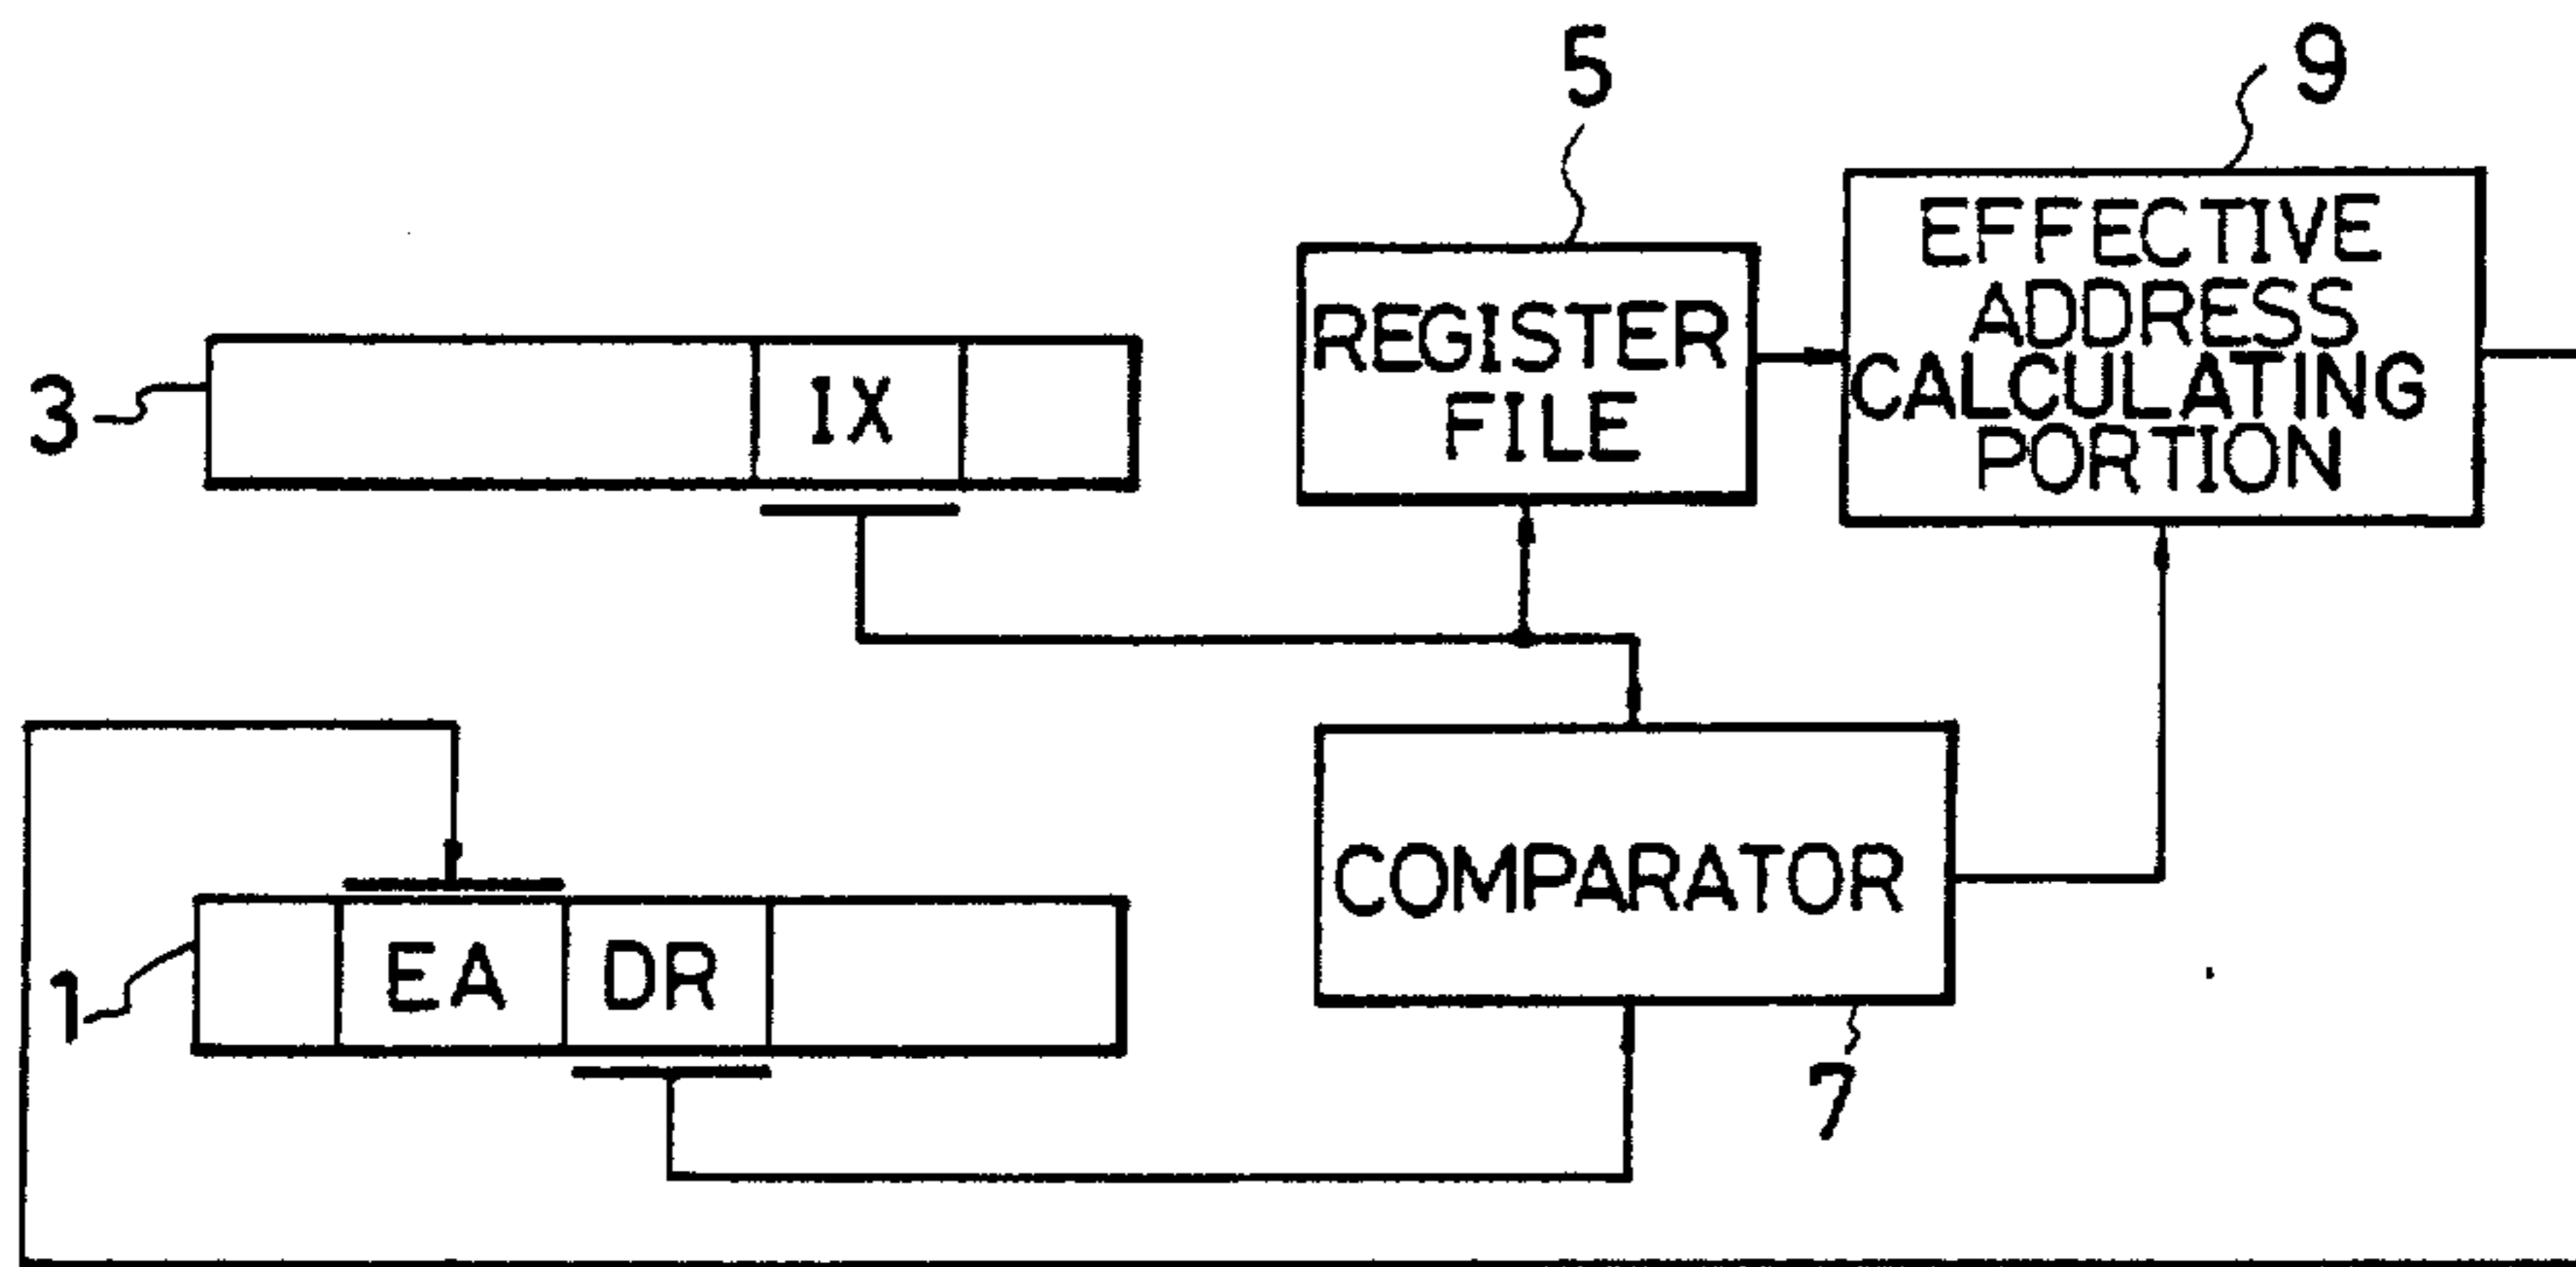 5
9
EFFECTIVE
ADDRESS
CALCULATING
PORTION
REGISTER
FILE
3
IX
COMPARATOR
1
EA
DR
7